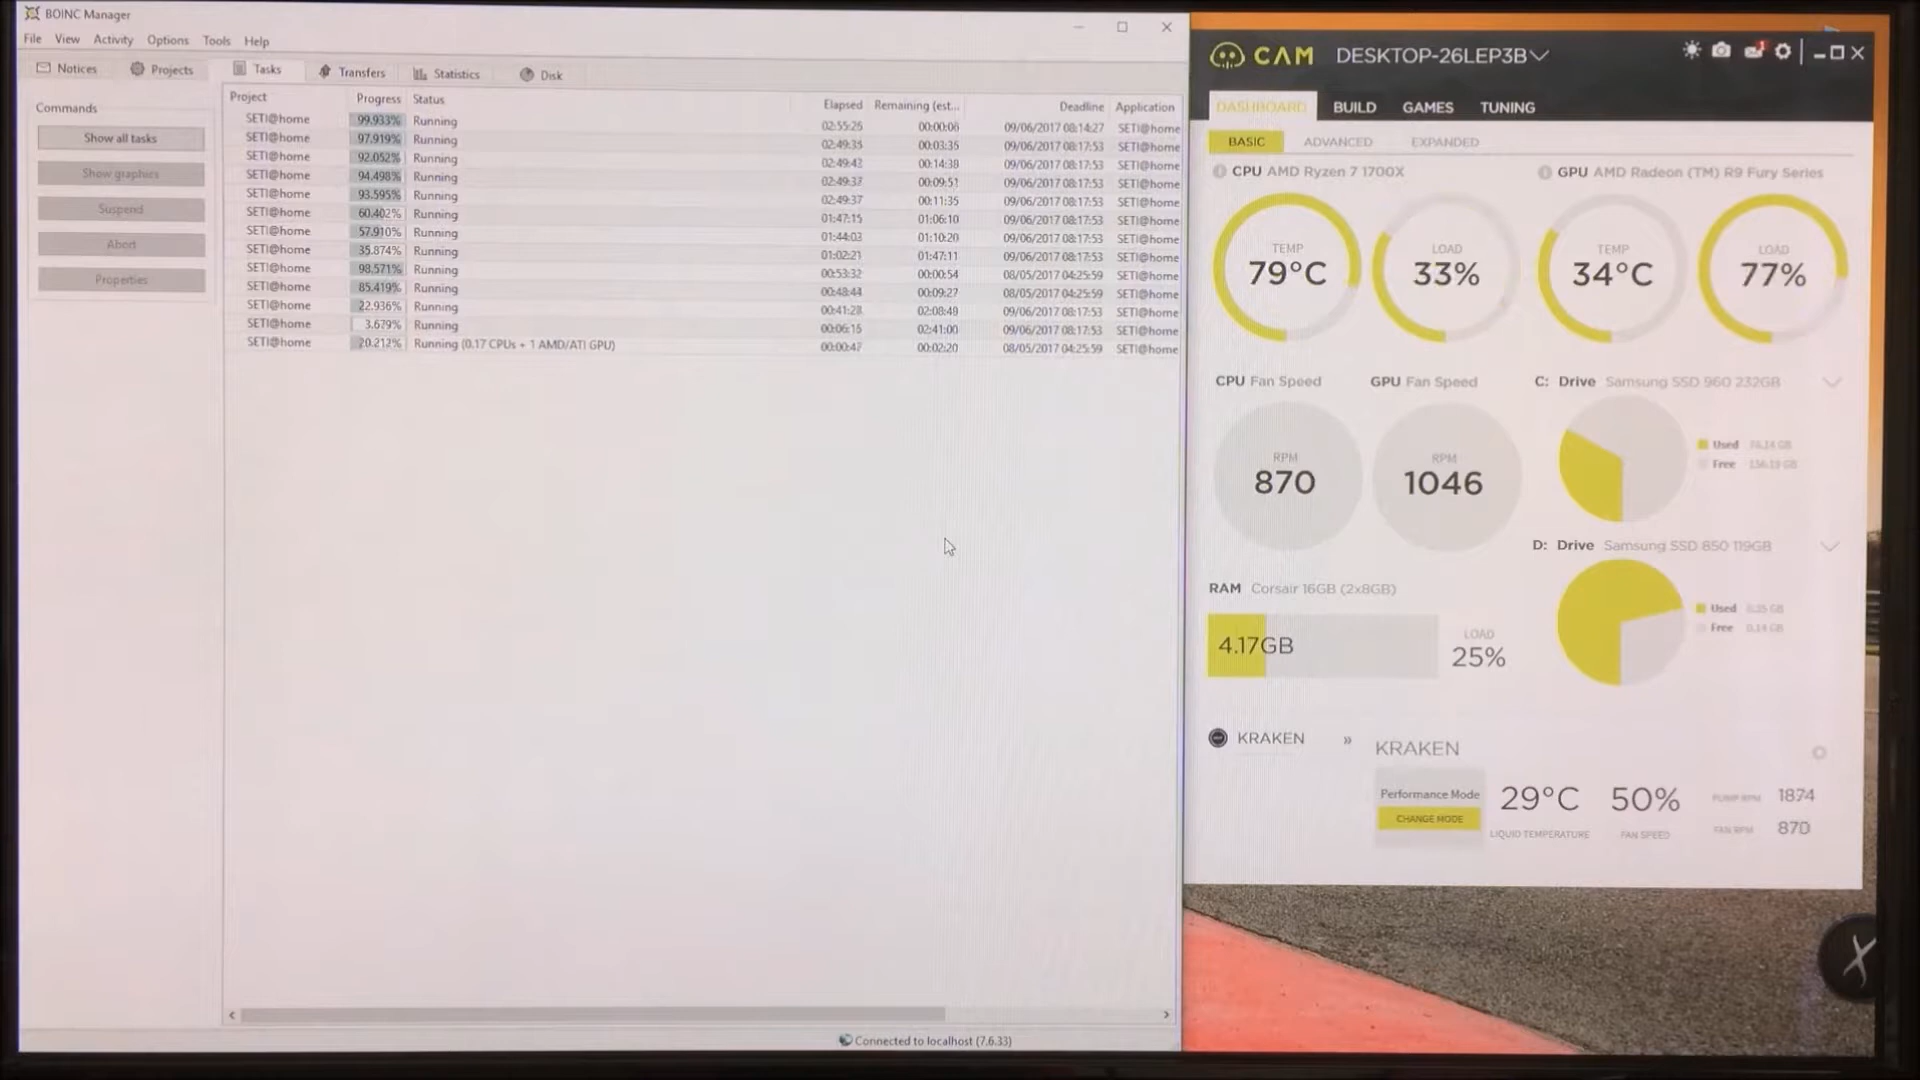 BOINC Manager
File View Activity Options Tools Help
Notices Projects Tasks Transfers Statistics Disk
Commands
Show all tasks
Show graphics
Suspend
Abort
Properties
Project Progress Status Elapsed Remaining (est... Deadline Application
SETI@home 99.933% Running 02:55:26 00:00:06 09/06/2017 08:14:27 SETI@home
SETI@home 97.919% Running 02:49:35 00:03:35 09/06/2017 08:17:53 SETI@home
SETI@home 92.052% Running 02:49:42 00:14:38 09/06/2017 08:17:53 SETI@home
SETI@home 94.498% Running 02:49:37 00:09:51 09/06/2017 08:17:53 SETI@home
SETI@home 93.595% Running 02:49:37 00:11:35 09/06/2017 08:17:53 SETI@home
SETI@home 60.402% Running 01:47:15 01:06:10 09/06/2017 08:17:53 SETI@home
SETI@home 57.910% Running 01:44:03 01:10:20 09/06/2017 08:17:53 SETI@home
SETI@home 35.874% Running 01:02:21 01:47:11 09/06/2017 08:17:53 SETI@home
SETI@home 98.571% Running 00:53:32 00:00:54 08/05/2017 04:25:59 SETI@home
SETI@home 85.419% Running 00:48:44 00:09:27 08/05/2017 04:25:59 SETI@home
SETI@home 22.936% Running 00:41:28 02:08:48 09/06/2017 08:17:53 SETI@home
SETI@home 3.679% Running 00:06:15 02:41:00 09/06/2017 08:17:53 SETI@home
SETI@home 20.212% Running (0.17 CPUs + 1 AMD/ATI GPU) 00:00:47 00:02:20 08/05/2017 04:25:59 SETI@home
Connected to localhost (7.6.33)
CAM DESKTOP-26LEP3B
DASHBOARD BUILD GAMES TUNING
BASIC ADVANCED EXPANDED
CPU AMD Ryzen 7 1700X GPU AMD Radeon (TM) R9 Fury Series
TEMP LOAD TEMP LOAD
79°C 33% 34°C 77%
CPU Fan Speed GPU Fan Speed C: Drive Samsung SSD 960 232GB
Used
Free
RPM RPM
870 1046
D: Drive Samsung SSD 850 119GB
Used
Free
RAM Corsair 16GB (2x8GB)
4.17GB
LOAD
25%
KRAKEN » KRAKEN
Performance Mode
CHANGE MODE
29°C 50%
LIQUID TEMPERATURE FAN SPEED
PUMP RPM 1874
FAN RPM 870